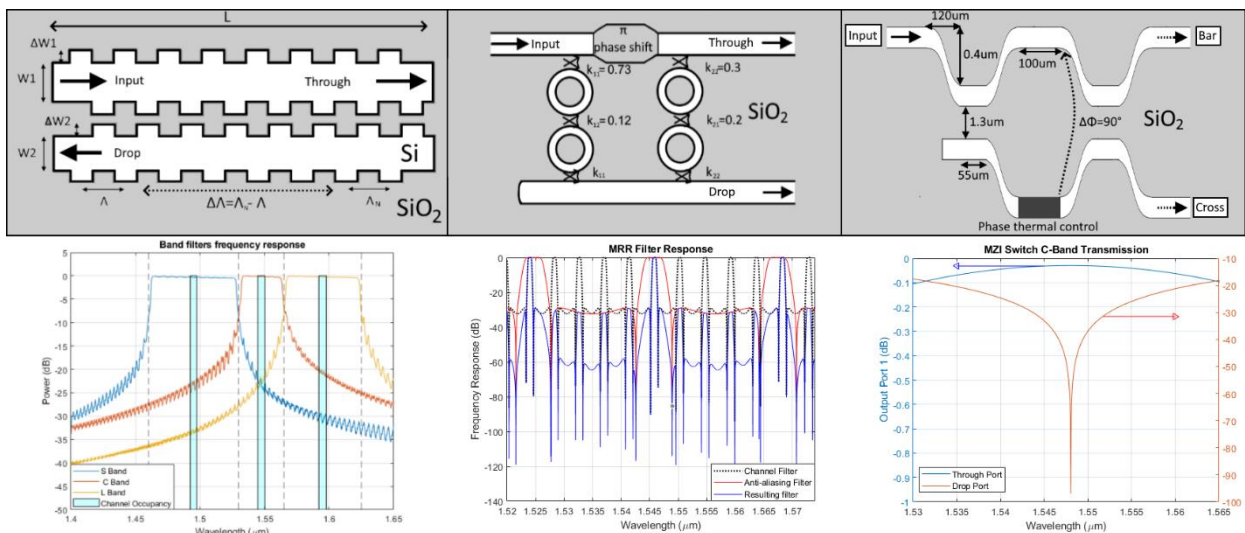 L
ΔW1
W1
Input
Through
ΔW2
W2
Drop
Si
Λ
ΔΛ=ΛN- Λ
ΛN
SiO2
π
phase shift
Input
Through
k11=0.73
k22=0.3
k12=0.12
k21=0.2
SiO2
k11
k22
Drop
120um
Input
Bar
0.4um
100um
1.3um
ΔΦ=90°
SiO2
55um
Cross
Phase thermal control
Band filters frequency response
Power (dB)
0
-5
-10
-15
-20
-25
-30
-35
-40
-45
-50
S Band
C Band
L Band
Channel Occupancy
1.4
1.45
1.5
1.55
1.6
1.65
Wavelength (μm)
MRR Filter Response
Frequency Response (dB)
0
-20
-40
-60
-80
-100
-120
-140
Channel Filter
Anti-aliasing Filter
Resulting filter
1.52
1.525
1.53
1.535
1.54
1.545
1.55
1.555
1.56
1.565
1.57
Wavelength (μm)
MZI Switch C-Band Transmission
Output Port 1 (dB)
0
-0.1
-0.2
-0.3
-0.4
-0.5
-0.6
-0.7
-0.8
-0.9
-1
-10
-20
-30
-40
-50
-60
-70
-80
-90
-100
Through Port
Drop Port
1.53
1.535
1.54
1.545
1.55
1.555
1.56
1.565
Wavelength (μm)